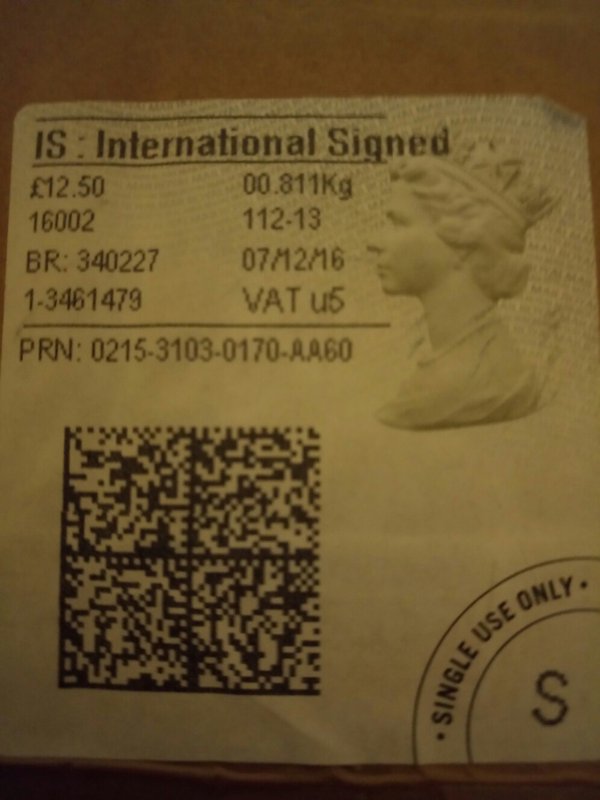 IS : International Signed
£12.50 00.811Kg
16002 112-13
BR: 340227 07/12/16
1-3461479 VAT u5
PRN: 0215-3103-0170-AA60
• SINGLE USE ONLY •
S